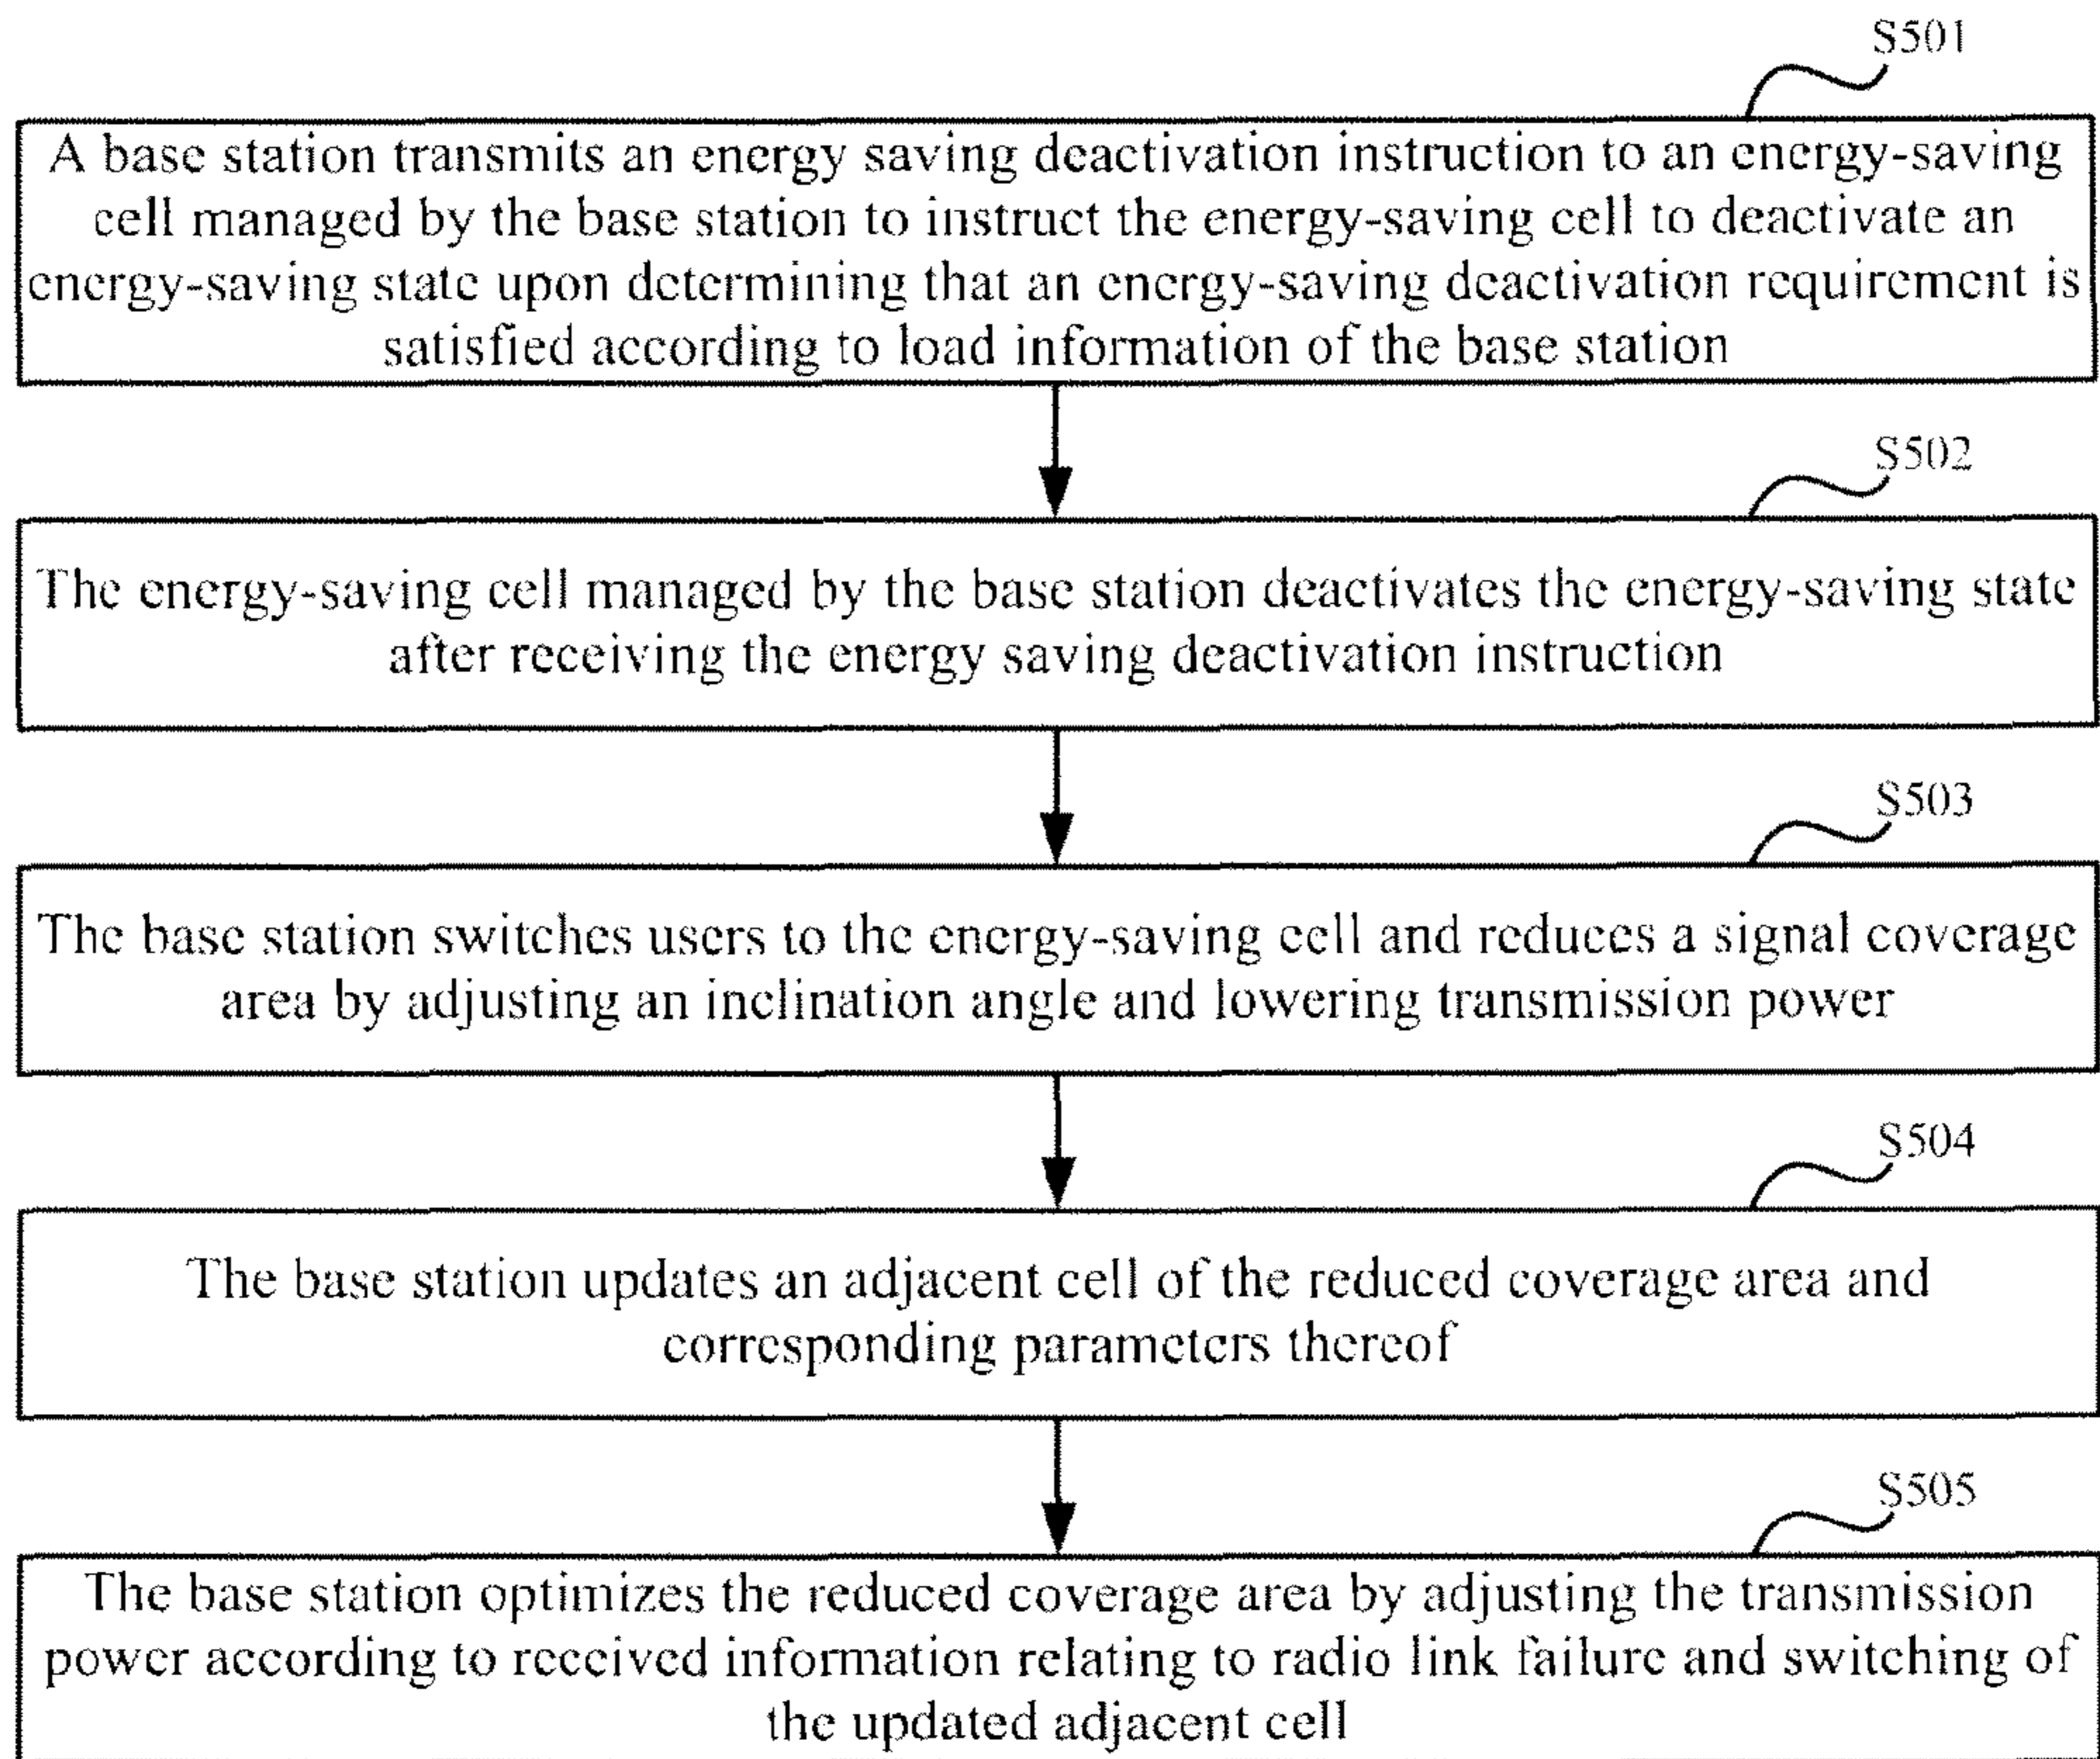 S501
A base station transmits an energy saving deactivation instruction to an energy-saving
cell managed by the base station to instruct the energy-saving cell to deactivate an
energy-saving state upon determining that an energy-saving deactivation requirement is
satisfied according to load information of the base station
S502
The energy-saving cell managed by the base station deactivates the energy-saving state
after receiving the energy saving deactivation instruction
S503
The base station switches users to the energy-saving cell and reduces a signal coverage
area by adjusting an inclination angle and lowering transmission power
S504
The base station updates an adjacent cell of the reduced coverage area and
corresponding parameters thereof
S505
The base station optimizes the reduced coverage area by adjusting the transmission
power according to received information relating to radio link failure and switching of
the updated adjacent cell